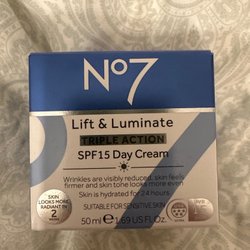 No7
Lift & Luminate
TRIPLE ACTION
SPF15 Day Cream
Wrinkles are visibly reduced, skin feels
firmer and skin tone looks more even
Skin is hydrated for 24 hours
SUITABLE FOR SENSITIVE SKIN
50 ml e 1.69 US Fl. Oz.
SKIN
LOOKS MORE
RADIANT IN
2
WEEKS